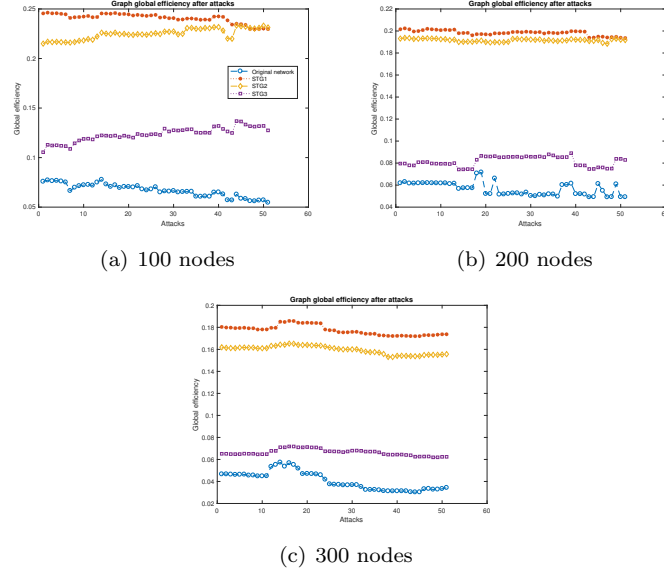 Graph global efficiency after attacks
0.25
0.2
0.15
0.1
0.05
Global efficiency
Original network
STG1
STG2
STG3
0 10 20 30 40 50 60
Attacks
(a) 100 nodes
Graph global efficiency after attacks
0.22
0.2
0.18
0.16
0.14
0.12
0.1
0.08
0.06
0.04
Global efficiency
0 10 20 30 40 50 60
Attacks
(b) 200 nodes
Graph global efficiency after attacks
0.2
0.18
0.16
0.14
0.12
0.1
0.08
0.06
0.04
0.02
Global efficiency
0 10 20 30 40 50 60
Attacks
(c) 300 nodes